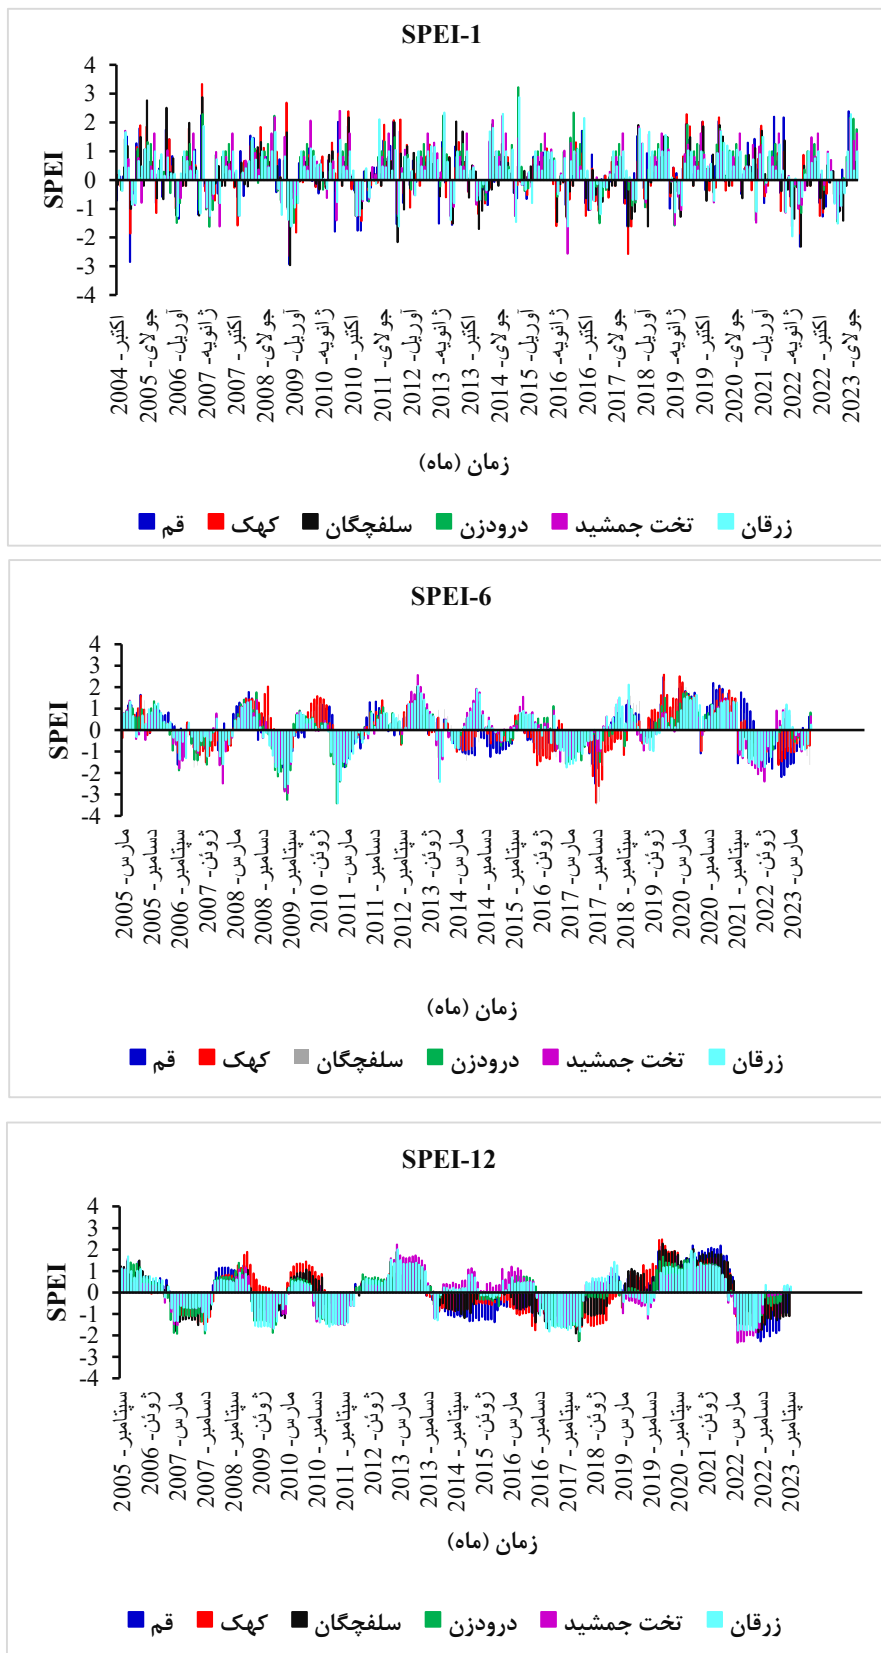 SPEI-1
4
3
2
1
0
-1
-2
-3
-4
SPEI
اکتبر - 2004
جولای- 2005
آوریل- 2006
ژانویه- 2007
اکتبر - 2007
جولای- 2008
آوریل- 2009
ژانویه- 2010
اکتبر - 2010
جولای- 2011
آوریل- 2012
ژانویه- 2013
اکتبر - 2013
جولای- 2014
آوریل- 2015
ژانویه- 2016
اکتبر - 2016
جولای- 2017
آوریل- 2018
ژانویه- 2019
اکتبر - 2019
جولای- 2020
آوریل- 2021
ژانویه- 2022
اکتبر - 2022
جولای- 2023
زمان (ماه)
قم کهک سلفچگان درودزن تخت جمشید زرقان
SPEI-6
4
3
2
1
0
-1
-2
-3
-4
SPEI
مارس- 2005
دسامبر - 2005
سپتامبر - 2006
ژوئن- 2007
مارس- 2008
دسامبر - 2008
سپتامبر - 2009
ژوئن- 2010
مارس- 2011
دسامبر - 2011
سپتامبر - 2012
ژوئن- 2013
مارس- 2014
دسامبر - 2014
سپتامبر - 2015
ژوئن- 2016
مارس- 2017
دسامبر - 2017
سپتامبر - 2018
ژوئن- 2019
مارس- 2020
دسامبر - 2020
سپتامبر - 2021
ژوئن- 2022
مارس- 2023
زمان (ماه)
قم کهک سلفچگان درودزن تخت جمشید زرقان
SPEI-12
4
3
2
1
0
-1
-2
-3
-4
SPEI
سپتامبر - 2005
ژوئن- 2006
مارس- 2007
دسامبر - 2007
سپتامبر - 2008
ژوئن- 2009
مارس- 2010
دسامبر - 2010
سپتامبر - 2011
ژوئن- 2012
مارس- 2013
دسامبر - 2013
سپتامبر - 2014
ژوئن- 2015
مارس- 2016
دسامبر - 2016
سپتامبر - 2017
ژوئن- 2018
مارس- 2019
دسامبر - 2019
سپتامبر - 2020
ژوئن- 2021
مارس- 2022
دسامبر - 2022
سپتامبر - 2023
زمان (ماه)
قم کهک سلفچگان درودزن تخت جمشید زرقان